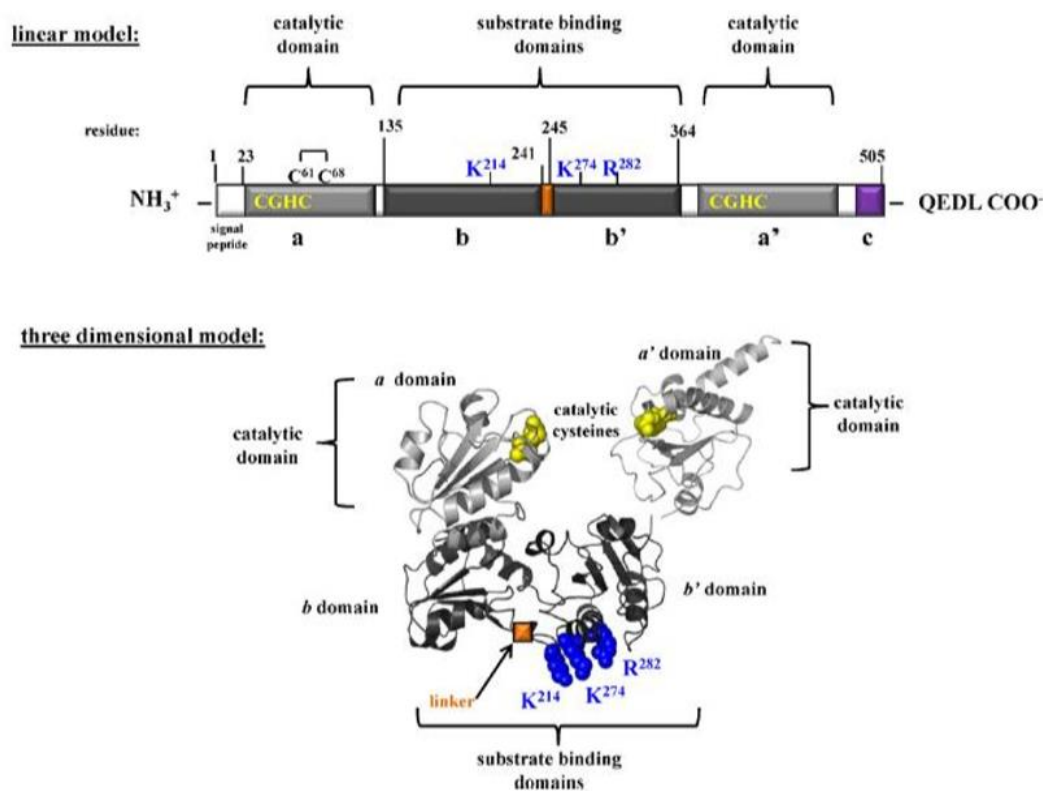 linear model:
catalytic
domain
substrate binding
domains
catalytic
domain
residue:
1
23
135
241
245
364
505
C⁶¹ C⁶⁸
K²¹⁴
K²⁷⁴ R²⁸²
NH₃⁺
CGHC
CGHC
QEDL COO⁻
signal
peptide
a
b
b'
a'
c
three dimensional model:
a domain
a' domain
catalytic
domain
catalytic
cysteines
catalytic
domain
b domain
b' domain
linker
K²¹⁴
K²⁷⁴
R²⁸²
substrate binding
domains